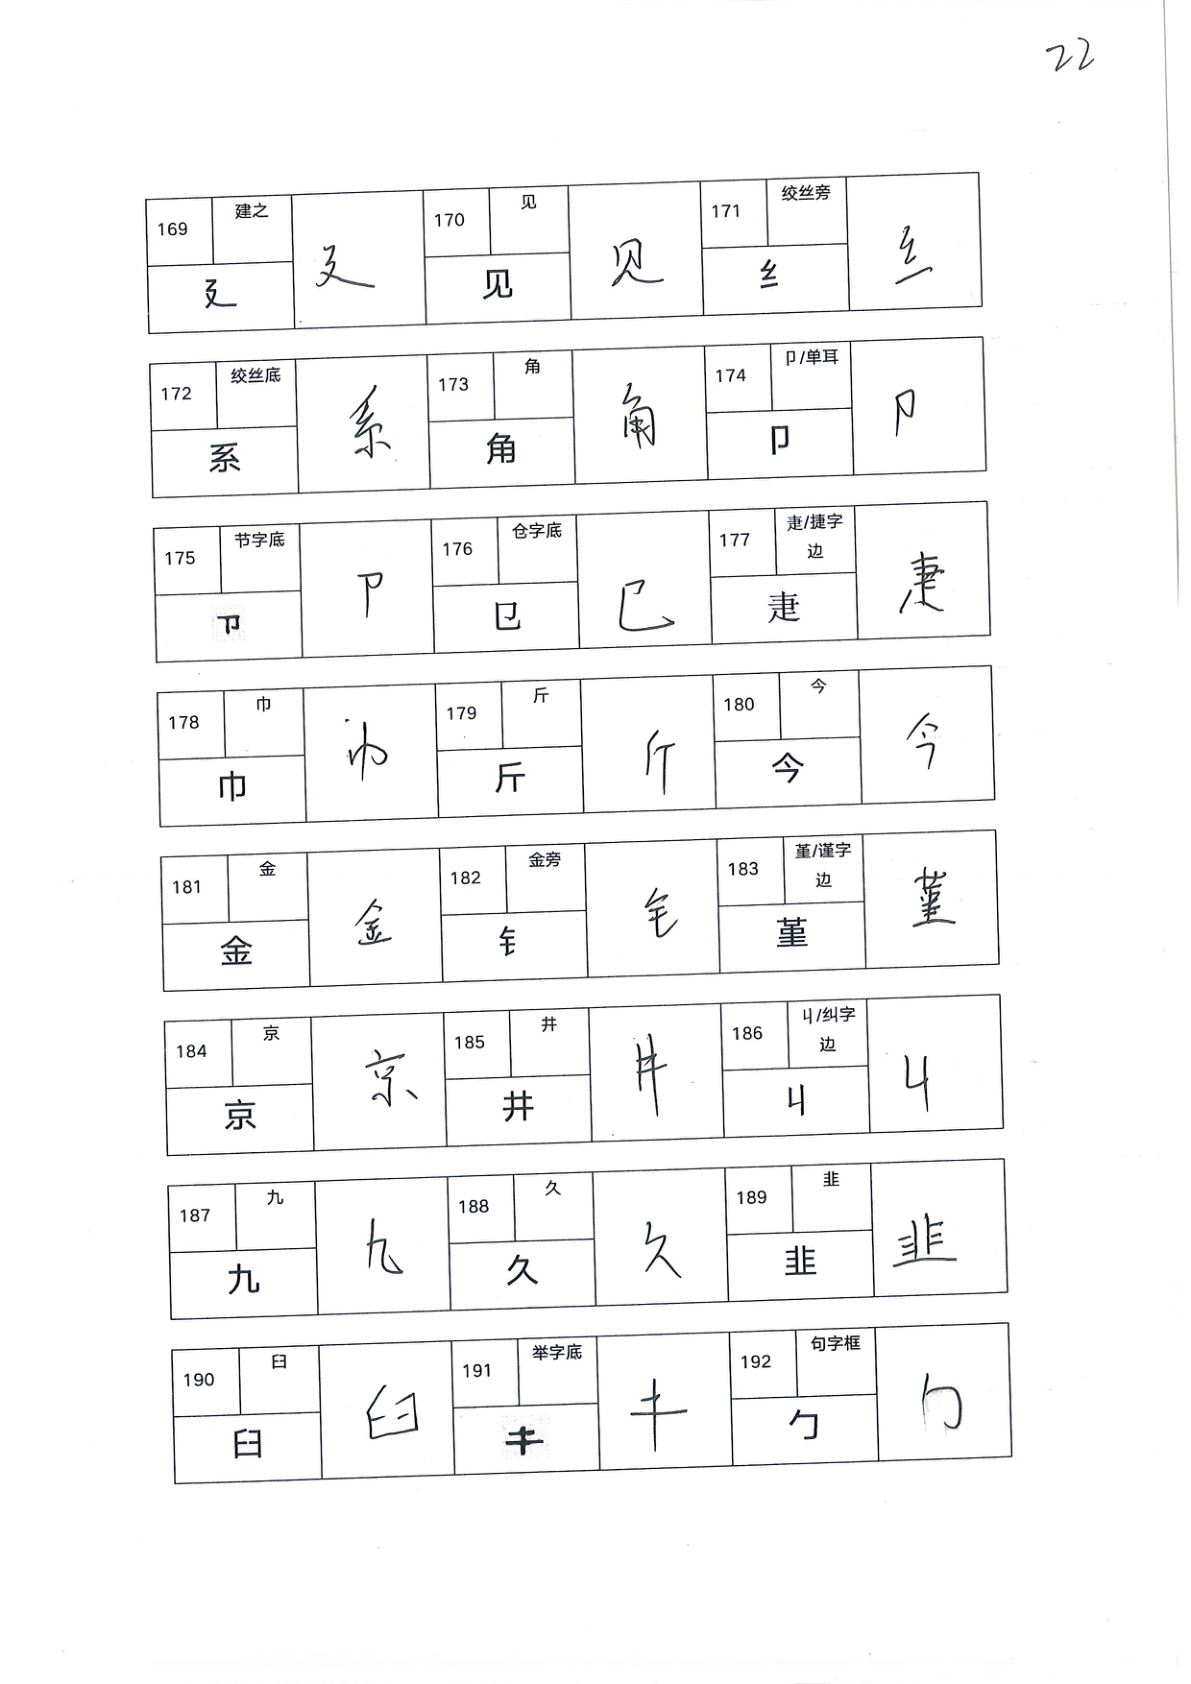 22
169 建之 廴 廴 170 见 见 见 171 绞丝旁 纟 纟
172 绞丝底 系 系 173 角 角 角 174 卩/单耳 卩 卩
175 节字底 𠃌丨 卩 176 仓字底 㔾 㔾 177 疌/捷字
边 疌 疌
178 巾 巾 巾 179 斤 斤 斤 180 今 今 今
181 金 金 金 182 金旁 钅 钅 183 堇/谨字
边 堇 堇
184 京 京 京 185 井 井 井 186 丩/纠字
边 丩 丩
187 九 九 九 188 久 久 久 189 韭 韭 韭
190 臼 臼 臼 191 举字底 㐄 192 句字框 勹 勹